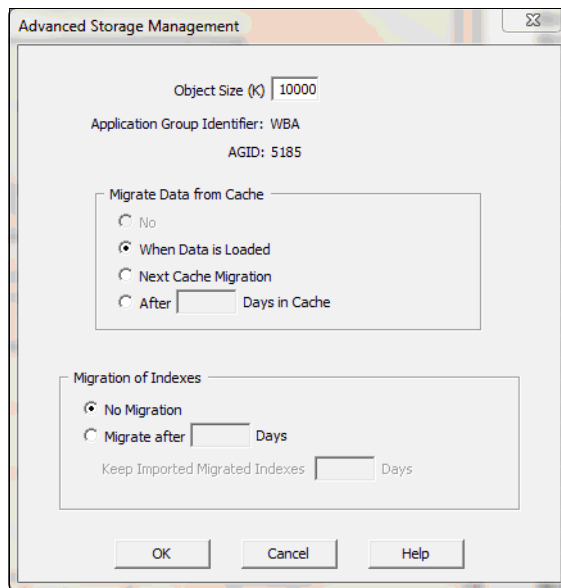 Advanced Storage Management
Object Size (K) 10000
Application Group Identifier: WBA
AGID: 5185
Migrate Data from Cache
No
When Data is Loaded
Next Cache Migration
After Days in Cache
Migration of Indexes
No Migration
Migrate after Days
Keep Imported Migrated Indexes Days
OK Cancel Help